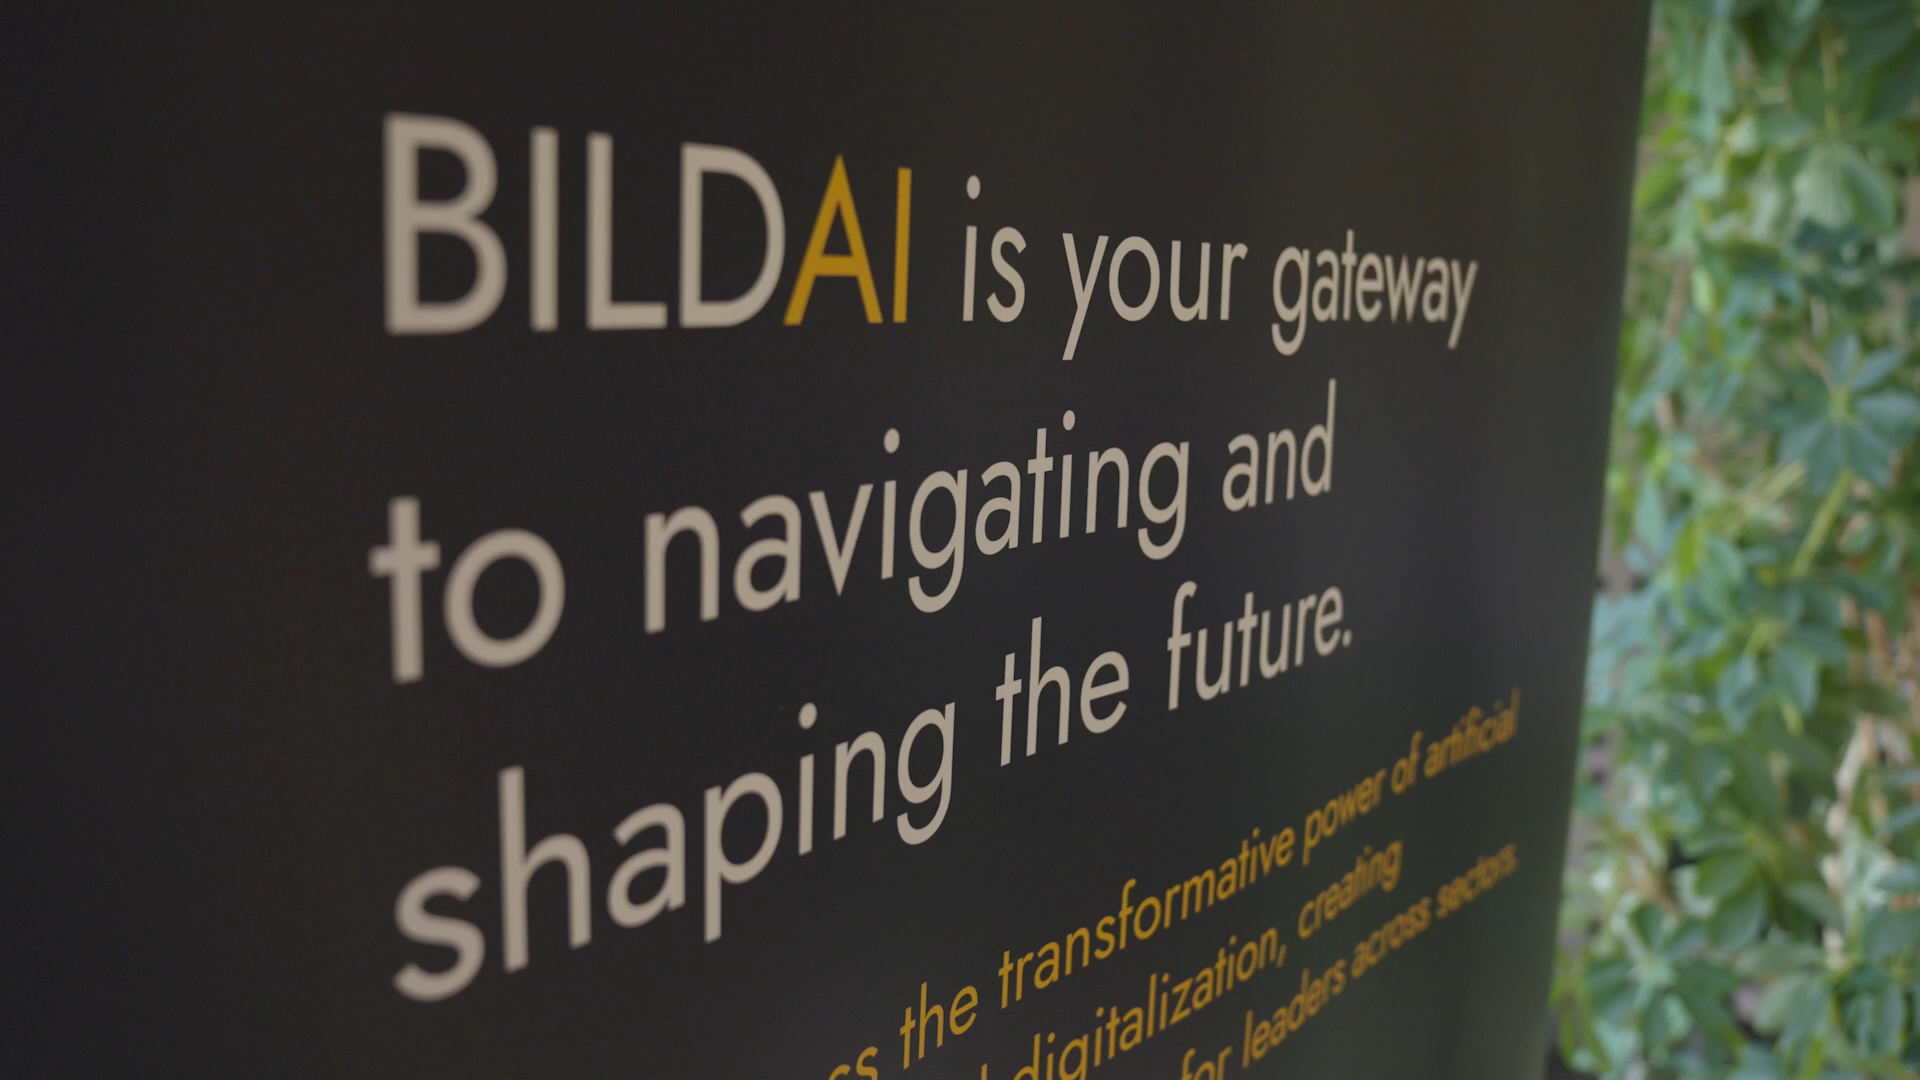 BILDAI is your gateway
to navigating and
shaping the future.
the transformative power of artificial
digitalization, creating
for leaders across sectors.